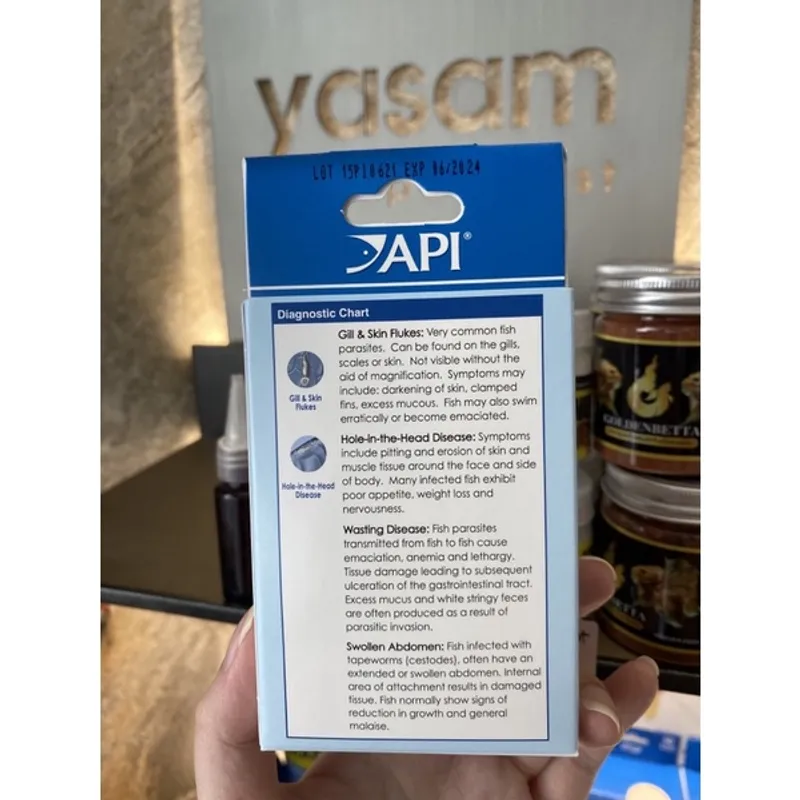 yasam
LOT 15P1062I EXP 06/2024
API®
Diagnostic Chart
Gill & Skin Flukes: Very common fish
parasites. Can be found on the gills,
scales or skin. Not visible without the
aid of magnification. Symptoms may
include: darkening of skin, clamped
fins, excess mucous. Fish may also swim
erratically or become emaciated.
Gill & Skin
Flukes
Hole-in-the-Head Disease: Symptoms
include pitting and erosion of skin and
muscle tissue around the face and side
of body. Many infected fish exhibit
poor appetite, weight loss and
nervousness.
Hole-in-the-Head
Disease
Wasting Disease: Fish parasites
transmitted from fish to fish cause
emaciation, anemia and lethargy.
Tissue damage leading to subsequent
ulceration of the gastrointestinal tract.
Excess mucus and white stringy feces
are often produced as a result of
parasitic invasion.
Swollen Abdomen: Fish infected with
tapeworms (cestodes), often have an
extended or swollen abdomen. Internal
area of attachment results in damaged
tissue. Fish normally show signs of
reduction in growth and general
malaise.
GOLDENBETTA
BETTA